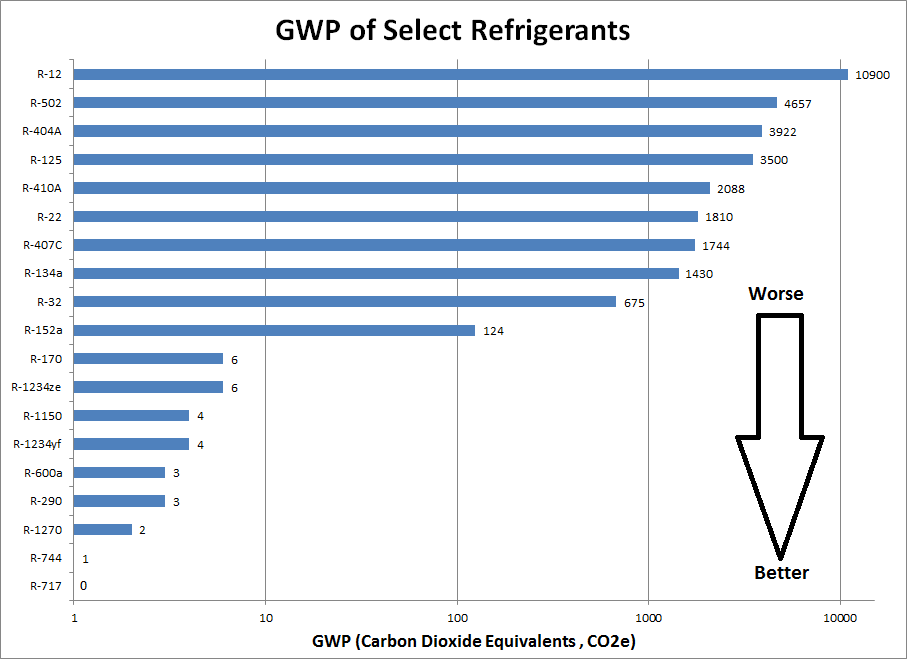 GWP of Select Refrigerants
R-12 10900
R-502 4657
R-404A 3922
R-125 3500
R-410A 2088
R-22 1810
R-407C 1744
R-134a 1430
Worse
R-32 675
R-152a 124
R-170 6
R-1234ze 6
R-1150 4
R-1234yf 4
R-600a 3
R-290 3
R-1270 2
R-744 1
Better
R-717 0
1 10 100 1000 10000
GWP (Carbon Dioxide Equivalents , CO2e)